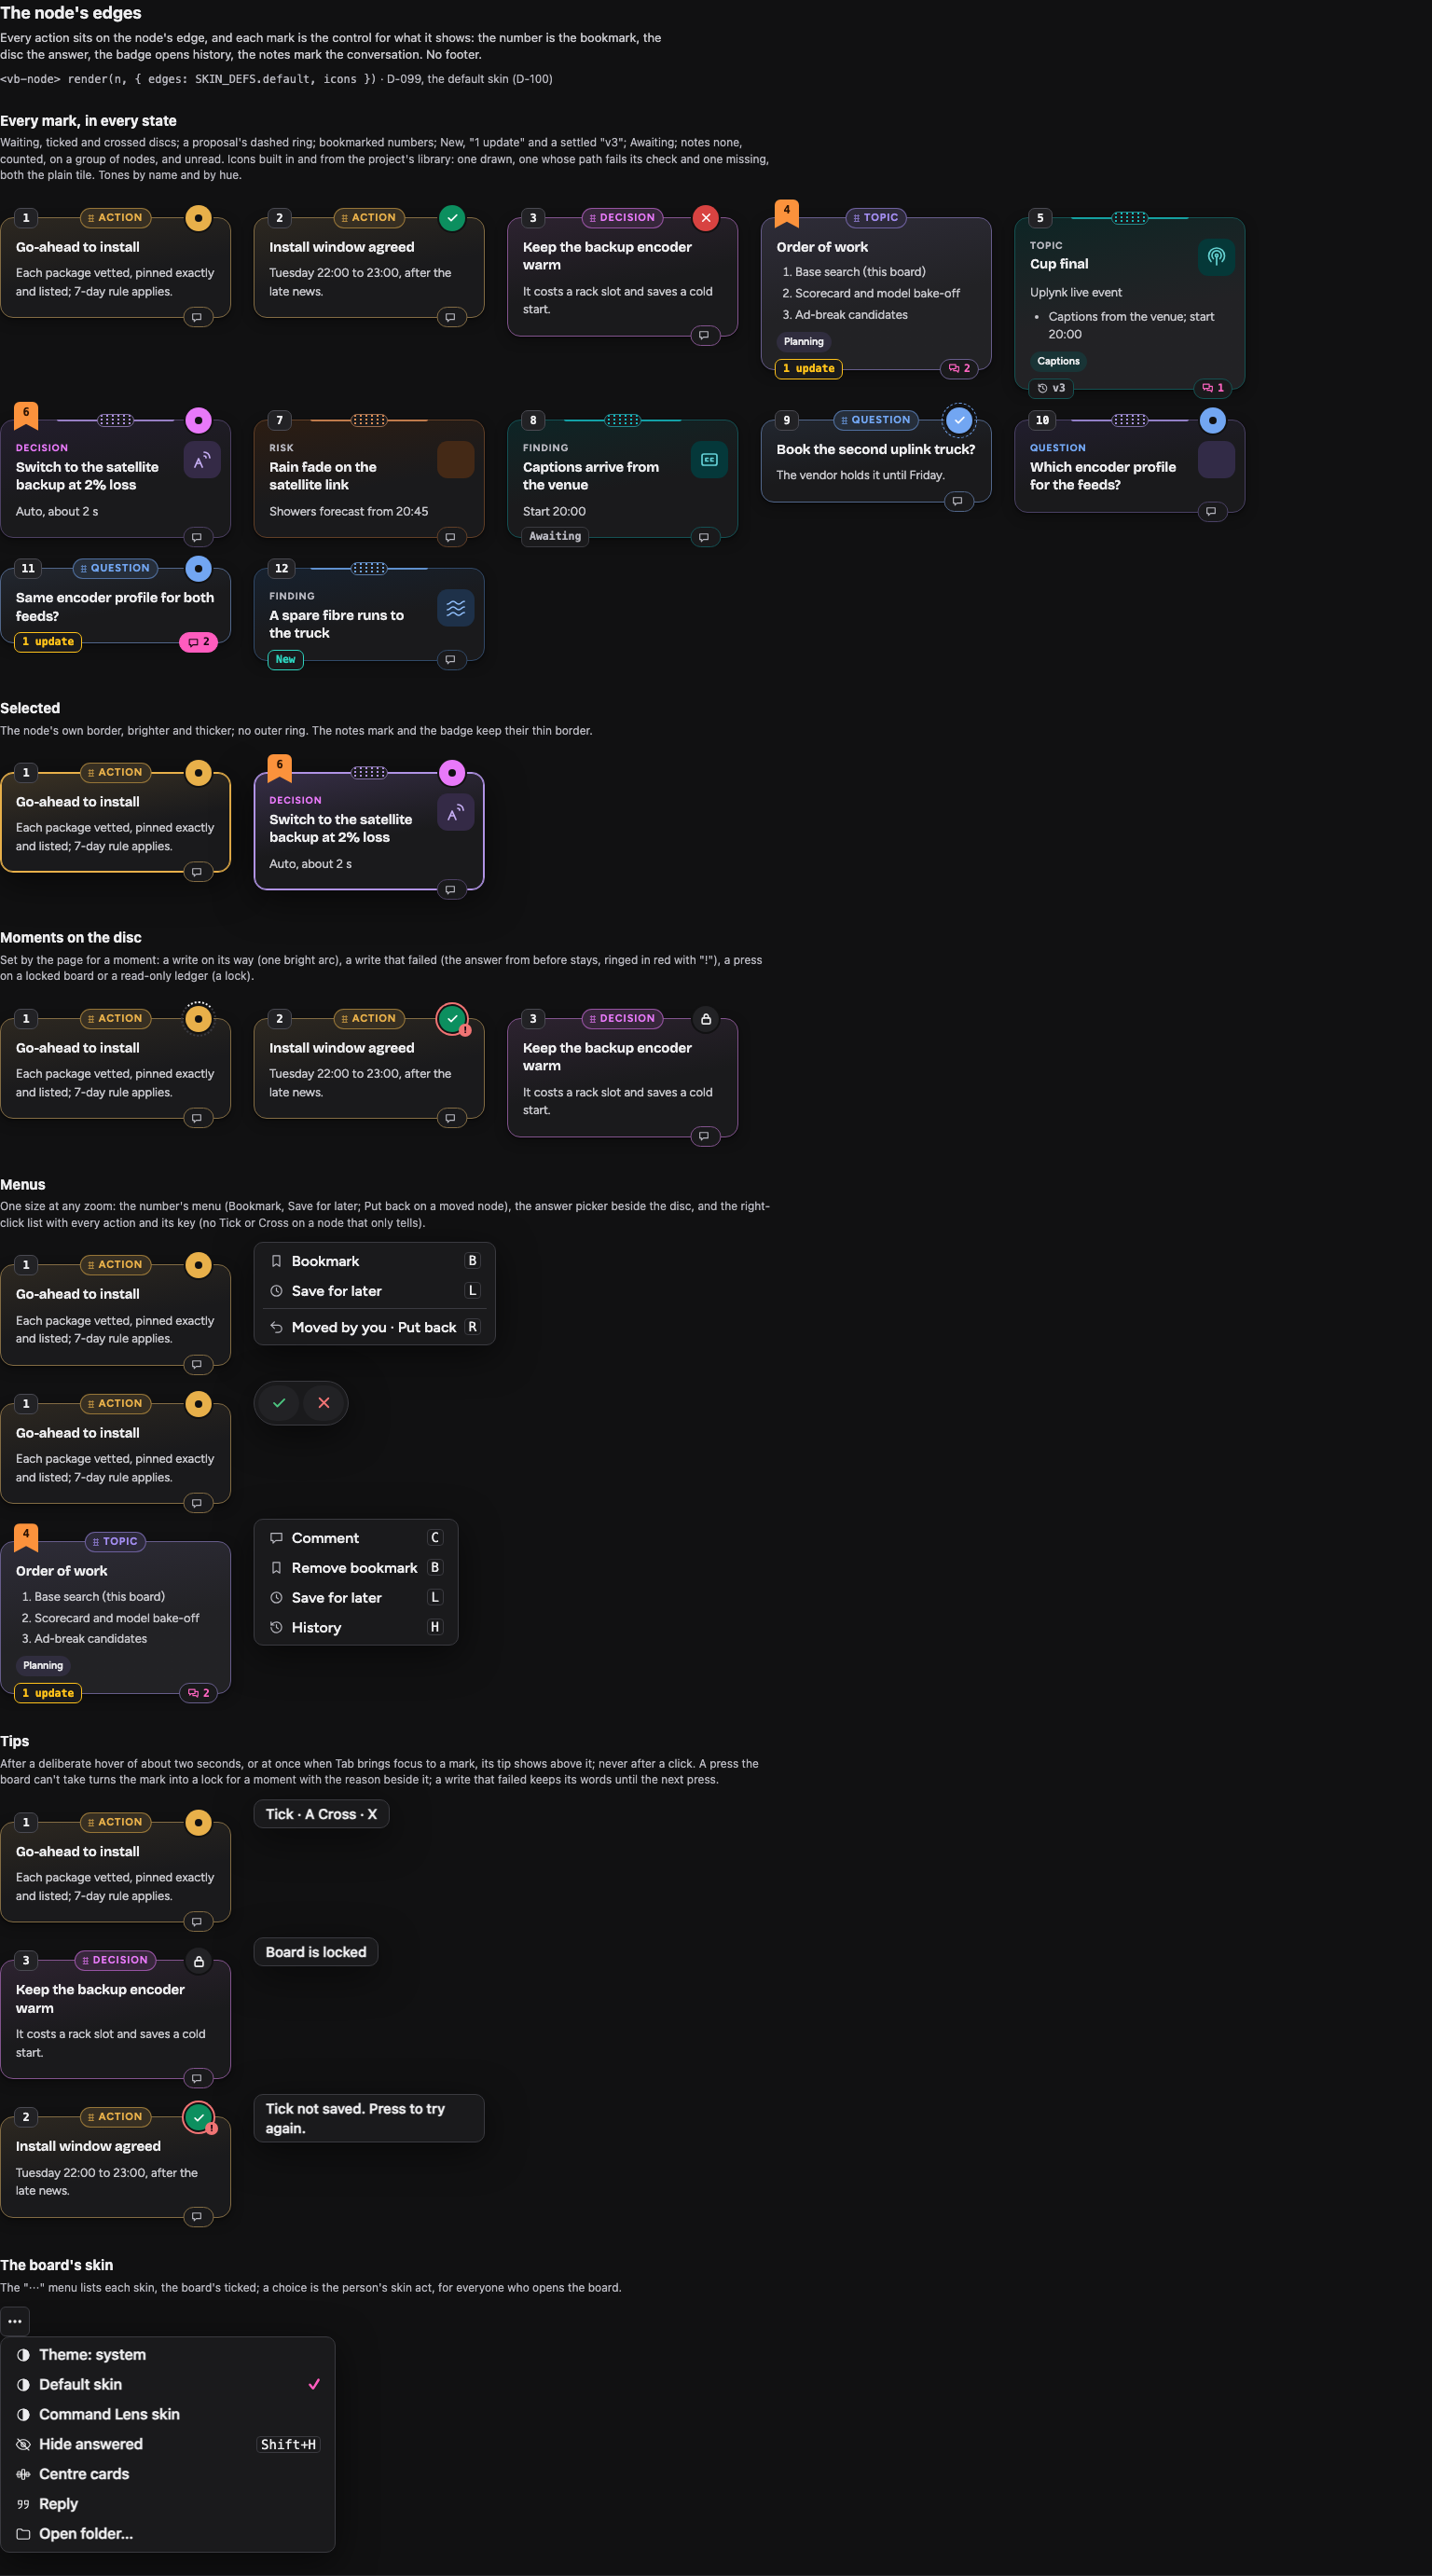 The node's edges
Every action sits on the node's edge, and each mark is the control for what it shows: the number is the bookmark, the
disc the answer, the badge opens history, the notes mark the conversation. No footer.
<vb-node> render(n, { edges: SKIN_DEFS.default, icons }) · D-099, the default skin (D-100)
Every mark, in every state
Waiting, ticked and crossed discs; a proposal's dashed ring; bookmarked numbers; New, "1 update" and a settled "v3"; Awaiting; notes none,
counted, on a group of nodes, and unread. Icons built in and from the project's library: one drawn, one whose path fails its check and one missing,
both the plain tile. Tones by name and by hue.
1
ACTION
Go-ahead to install
Each package vetted, pinned exactly
and listed; 7-day rule applies.
2
ACTION
Install window agreed
Tuesday 22:00 to 23:00, after the
late news.
3
DECISION
Keep the backup encoder
warm
It costs a rack slot and saves a cold
start.
4
TOPIC
Order of work
1. Base search (this board)
2. Scorecard and model bake-off
3. Ad-break candidates
Planning
1 update
2
5
TOPIC
Cup final
Uplynk live event
• Captions from the venue; start
20:00
Captions
v3
1
6
DECISION
Switch to the satellite
backup at 2% loss
Auto, about 2 s
7
RISK
Rain fade on the
satellite link
Showers forecast from 20:45
8
FINDING
Captions arrive from
the venue
Start 20:00
Awaiting
9
QUESTION
Book the second uplink truck?
The vendor holds it until Friday.
10
QUESTION
Which encoder profile
for the feeds?
11
QUESTION
Same encoder profile for both
feeds?
1 update
2
12
FINDING
A spare fibre runs to
the truck
New
Selected
The node's own border, brighter and thicker; no outer ring. The notes mark and the badge keep their thin border.
1
ACTION
Go-ahead to install
Each package vetted, pinned exactly
and listed; 7-day rule applies.
6
DECISION
Switch to the satellite
backup at 2% loss
Auto, about 2 s
Moments on the disc
Set by the page for a moment: a write on its way (one bright arc), a write that failed (the answer from before stays, ringed in red with "!"), a press
on a locked board or a read-only ledger (a lock).
1
ACTION
Go-ahead to install
Each package vetted, pinned exactly
and listed; 7-day rule applies.
2
ACTION
!
Install window agreed
Tuesday 22:00 to 23:00, after the
late news.
3
DECISION
Keep the backup encoder
warm
It costs a rack slot and saves a cold
start.
Menus
One size at any zoom: the number's menu (Bookmark, Save for later; Put back on a moved node), the answer picker beside the disc, and the right-
click list with every action and its key (no Tick or Cross on a node that only tells).
1
ACTION
Go-ahead to install
Each package vetted, pinned exactly
and listed; 7-day rule applies.
Bookmark B
Save for later L
Moved by you · Put back R
1
ACTION
Go-ahead to install
Each package vetted, pinned exactly
and listed; 7-day rule applies.
4
TOPIC
Order of work
1. Base search (this board)
2. Scorecard and model bake-off
3. Ad-break candidates
Planning
1 update
2
Comment C
Remove bookmark B
Save for later L
History H
Tips
After a deliberate hover of about two seconds, or at once when Tab brings focus to a mark, its tip shows above it; never after a click. A press the
board can't take turns the mark into a lock for a moment with the reason beside it; a write that failed keeps its words until the next press.
1
ACTION
Go-ahead to install
Each package vetted, pinned exactly
and listed; 7-day rule applies.
Tick · A Cross · X
3
DECISION
Keep the backup encoder
warm
It costs a rack slot and saves a cold
start.
Board is locked
2
ACTION
!
Install window agreed
Tuesday 22:00 to 23:00, after the
late news.
Tick not saved. Press to try
again.
The board's skin
The "···" menu lists each skin, the board's ticked; a choice is the person's skin act, for everyone who opens the board.
Theme: system
Default skin
Command Lens skin
Hide answered Shift+H
Centre cards
Reply
Open folder...